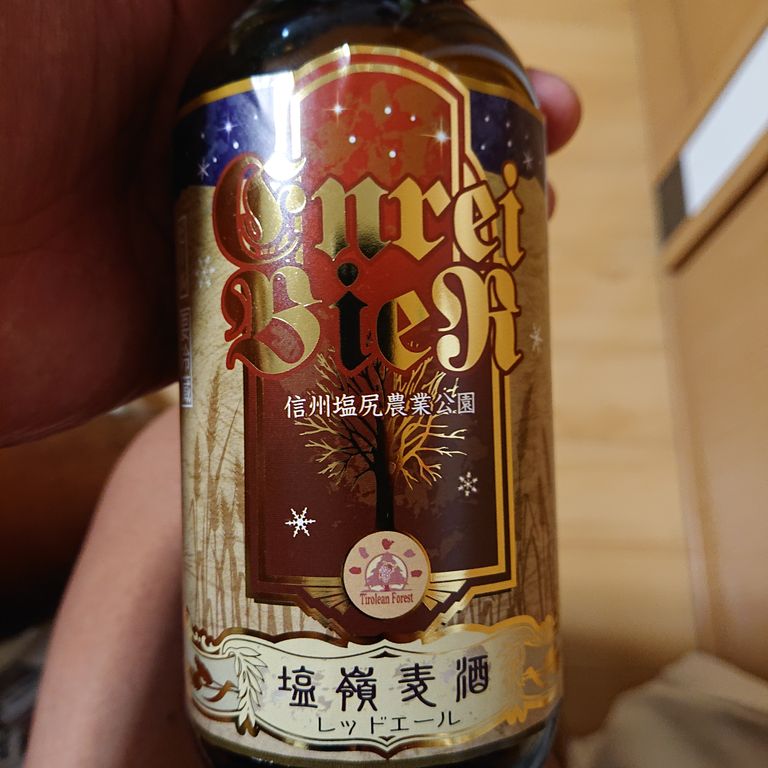 Enrei
BieR
信州塩尻農業公園
Tirolean Forest
塩嶺麦酒
レッドエール